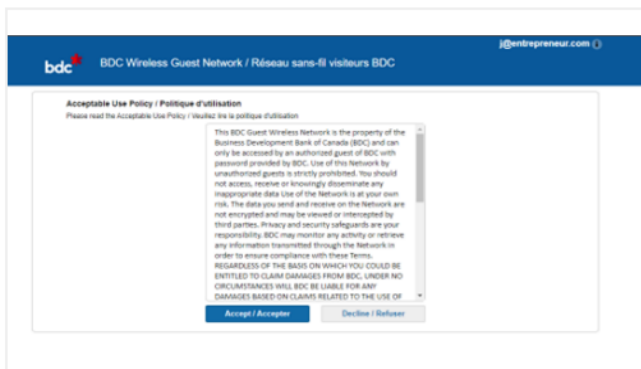 j@entrepreneur.com
bdc
BDC Wireless Guest Network / Réseau sans-fil visiteurs BDC
Acceptable Use Policy / Politique d'utilisation
Please read the Acceptable Use Policy / Veuillez lire la politique d'utilisation
This BDC Guest Wireless Network is the property of the
Business Development Bank of Canada (BDC) and can
only be accessed by an authorized guest of BDC with
password provided by BDC. Use of this Network by
unauthorized guests is strictly prohibited. You should
not access, receive or knowingly disseminate any
inappropriate data Use of the Network is at your own
risk. The data you send and receive on the Network are
not encrypted and may be viewed or intercepted by
third parties. Privacy and security safeguards are your
responsibility. BDC may monitor any activity or retrieve
any information transmitted through the Network in
order to ensure compliance with these Terms.
REGARDLESS OF THE BASIS ON WHICH YOU COULD BE
ENTITLED TO CLAIM DAMAGES FROM BDC, UNDER NO
CIRCUMSTANCES WILL BDC BE LIABLE FOR ANY
DAMAGES BASED ON CLAIMS RELATED TO THE USE OF
Accept / Accepter
Decline / Refuser